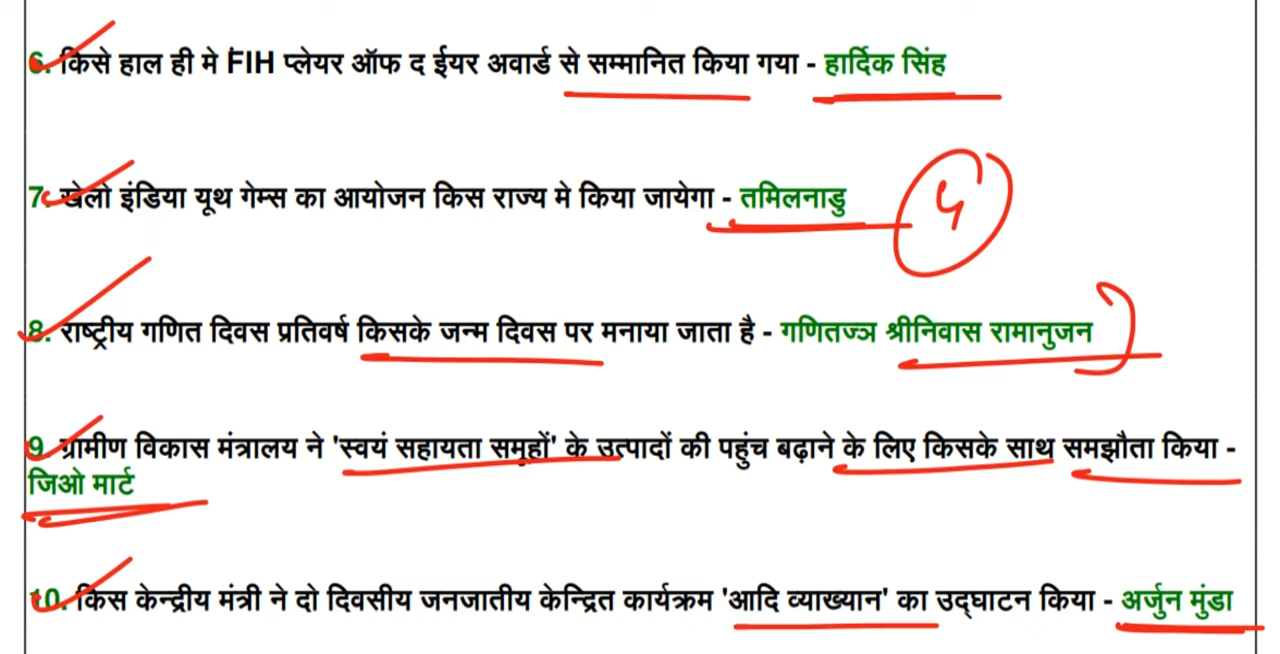 6. किसे हाल ही मे FIH प्लेयर ऑफ द ईयर अवार्ड से सम्मानित किया गया - हार्दिक सिंह
7. खेलो इंडिया यूथ गेम्स का आयोजन किस राज्य मे किया जायेगा - तमिलनाडु
8. राष्ट्रीय गणित दिवस प्रतिवर्ष किसके जन्म दिवस पर मनाया जाता है - गणितज्ञ श्रीनिवास रामानुजन
9. ग्रामीण विकास मंत्रालय ने 'स्वयं सहायता समूहों' के उत्पादों की पहुंच बढ़ाने के लिए किसके साथ समझौता किया -
जिओ मार्ट
10. किस केन्द्रीय मंत्री ने दो दिवसीय जनजातीय केन्द्रित कार्यक्रम 'आदि व्याख्यान' का उद्घाटन किया - अर्जुन मुंडा